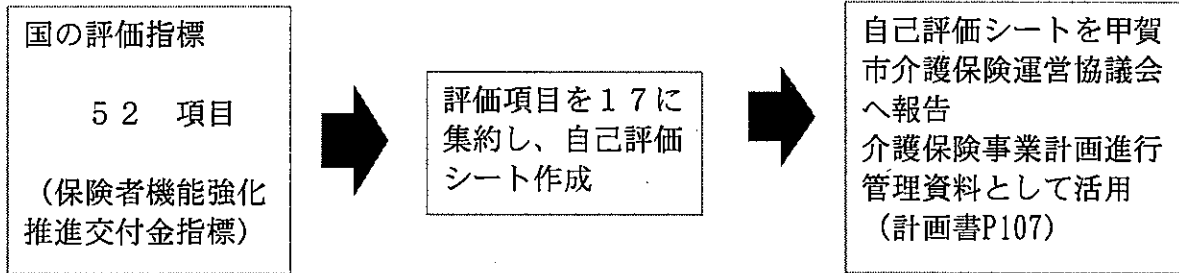 国の評価指標
５２　項目
（保険者機能強化
推進交付金指標）
評価項目を１７に
集約し、自己評価
シート作成
自己評価シートを甲賀
市介護保険運営協議会
へ報告
介護保険事業計画進行
管理資料として活用
（計画書P107）